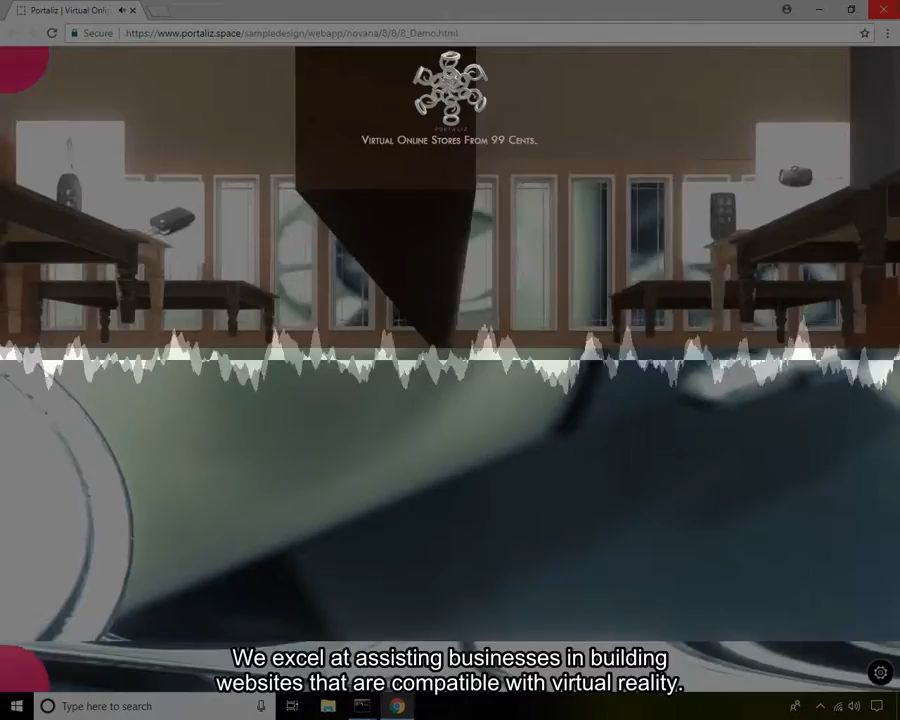 Portaliz | Virtual Onli
Secure
https://www.portaliz.space/sampledesign/webapp/novana/8/8/8_Demo.html
PORTALIZ
Virtual Online Stores From 99 Cents.
We excel at assisting businesses in building
websites that are compatible with virtual reality.
Type here to search